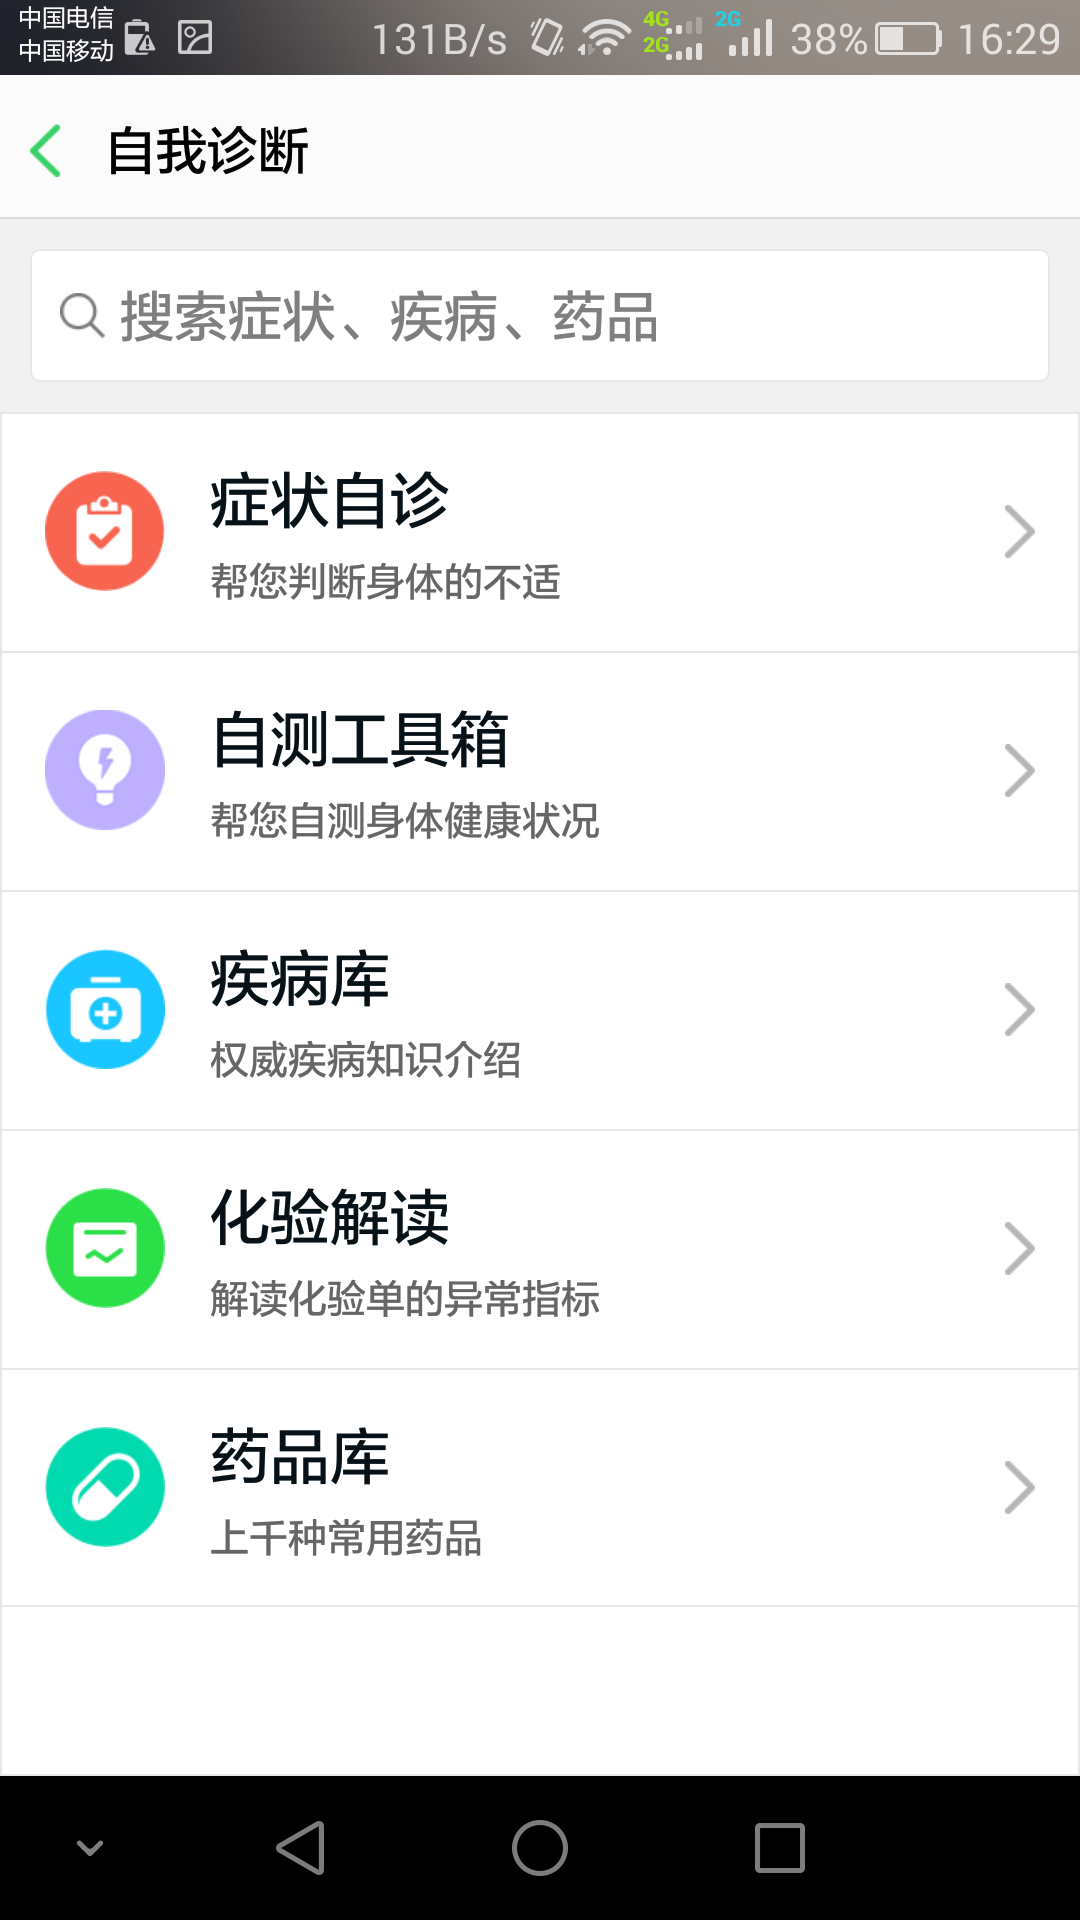 中国电信
中国移动
131B/s 4G 2G 2G 38% 16:29
自我诊断
搜索症状、疾病、药品
症状自诊
帮您判断身体的不适
自测工具箱
帮您自测身体健康状况
疾病库
权威疾病知识介绍
化验解读
解读化验单的异常指标
药品库
上千种常用药品